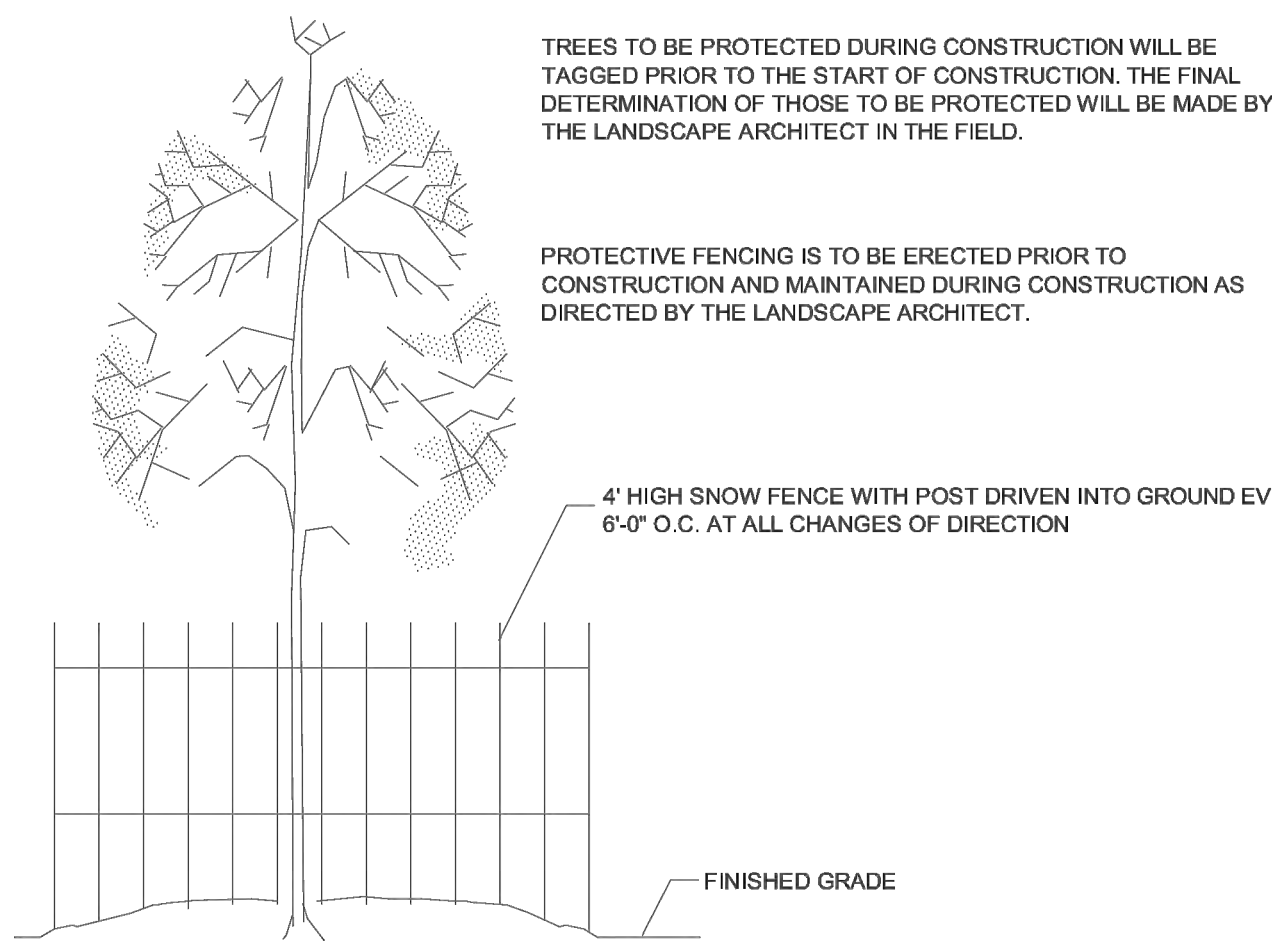 TREES TO BE PROTECTED DURING CONSTRUCTION WILL BE
TAGGED PRIOR TO THE START OF CONSTRUCTION. THE FINAL
DETERMINATION OF THOSE TO BE PROTECTED WILL BE MADE BY
THE LANDSCAPE ARCHITECT IN THE FIELD.
PROTECTIVE FENCING IS TO BE ERECTED PRIOR TO
CONSTRUCTION AND MAINTAINED DURING CONSTRUCTION AS
DIRECTED BY THE LANDSCAPE ARCHITECT.
4' HIGH SNOW FENCE WITH POST DRIVEN INTO GROUND EV
6'-0" O.C. AT ALL CHANGES OF DIRECTION
FINISHED GRADE